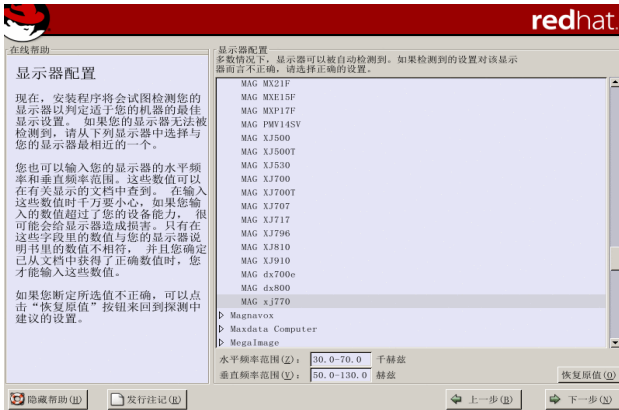 redhat.
在线帮助
显示器配置
现在，安装程序将会试图检测您的
显示器以判定适于您的机器的最佳
显示设置。 如果您的显示器无法被
检测到，请从下列显示器中选择与
您的显示器最相近的一个。
您也可以输入您的显示器的水平频
率和垂直频率范围。这些数值可以
在有关显示的文档中查到。 在输入
这些数值时千万要小心，如果您输
入的数值超过了您的设备能力， 很
可能会给显示器造成损害。只有在
这些字段里的数值与您的显示器说
明书里的数值不相符， 并且您确定
已从文档中获得了正确数值时，您
才能输入这些数值。
如果您断定所选值不正确，可以点
击“恢复原值”按钮来回到探测中
建议的设置。
显示器配置
多数情况下，显示器可以被自动检测到。如果检测到的设置对该显示
器而言不正确，请选择正确的设置。
MAG MX21F
MAG MXE15F
MAG MXP17F
MAG PMV14SV
MAG XJ500
MAG XJ500T
MAG XJ530
MAG XJ700
MAG XJ700T
MAG XJ707
MAG XJ717
MAG XJ796
MAG XJ810
MAG XJ910
MAG dx700e
MAG dx800
MAG xj770
Magnavox
Maxdata Computer
MegaImage
水平频率范围(Z)： 30.0-70.0 千赫兹
垂直频率范围(V)： 50.0-130.0 赫兹
恢复原值(O)
隐藏帮助(H)
发行注记(R)
上一步(B)
下一步(N)